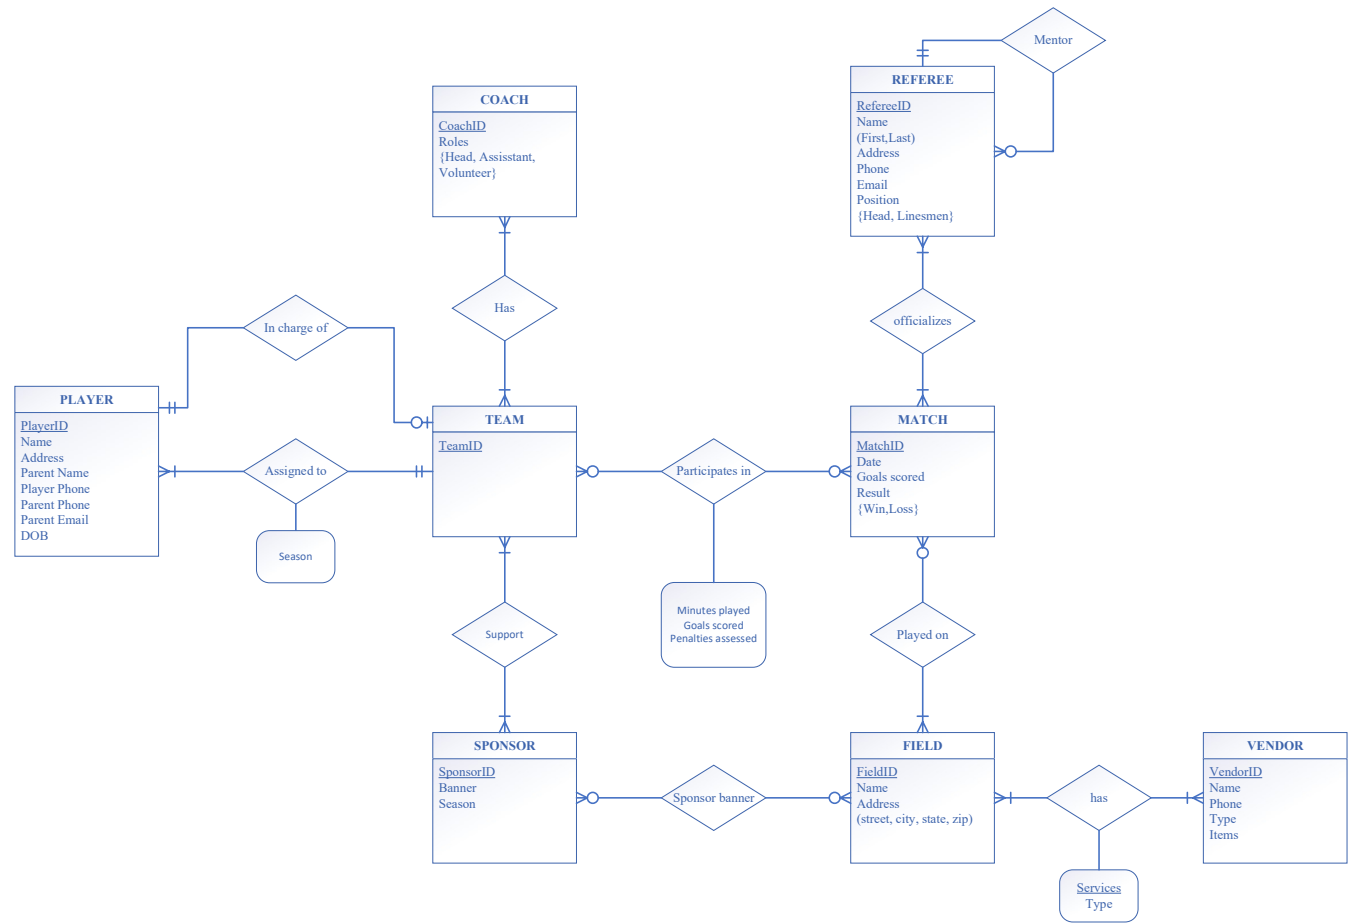 Mentor
REFEREE
RefereeID
Name
(First,Last)
Address
Phone
Email
Position
{Head, Linesmen}
COACH
CoachID
Roles
{Head, Assisstant,
Volunteer}
Has
officializes
In charge of
PLAYER
PlayerID
Name
Address
Parent Name
Player Phone
Parent Phone
Parent Email
DOB
Assigned to
Season
TEAM
TeamID
Participates in
Minutes played
Goals scored
Penalties assessed
MATCH
MatchID
Date
Goals scored
Result
{Win,Loss}
Support
Played on
SPONSOR
SponsorID
Banner
Season
Sponsor banner
FIELD
FieldID
Name
Address
(street, city, state, zip)
has
Services
Type
VENDOR
VendorID
Name
Phone
Type
Items